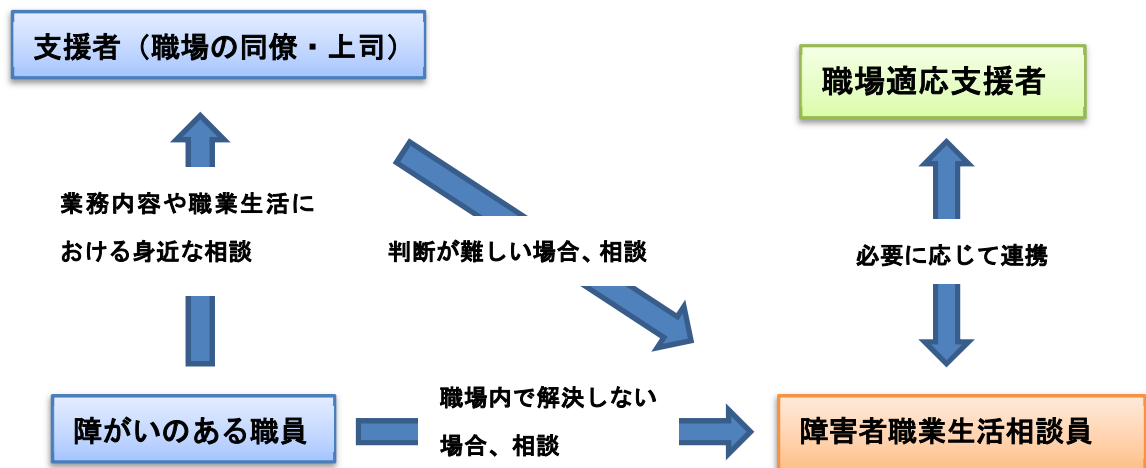 支援者（職場の同僚・上司）
職場適応支援者
業務内容や職業生活に
おける身近な相談
判断が難しい場合、相談
必要に応じて連携
障がいのある職員
職場内で解決しない
場合、相談
障害者職業生活相談員